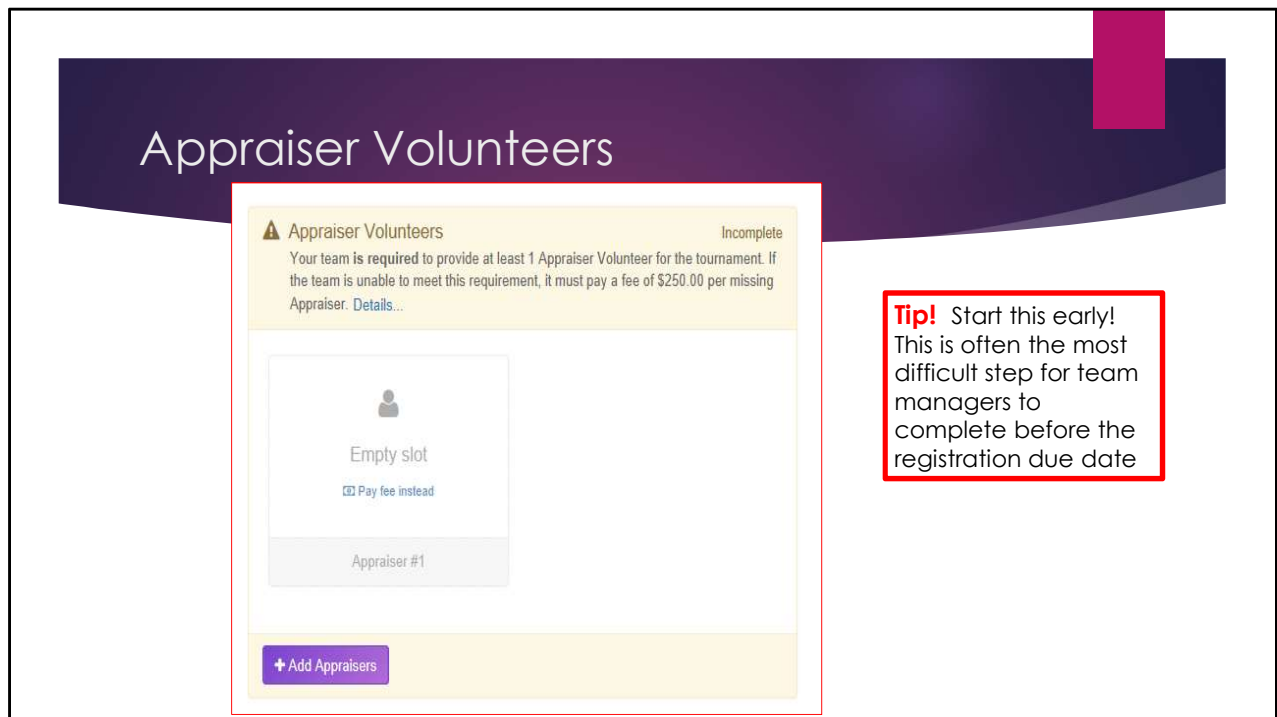 Appraiser Volunteers
Appraiser Volunteers
Incomplete
Your team is required to provide at least 1 Appraiser Volunteer for the tournament. If
the team is unable to meet this requirement, it must pay a fee of $250.00 per missing
Appraiser. Details...
Empty slot
Pay fee instead
Appraiser #1
+ Add Appraisers
Tip! Start this early!
This is often the most
difficult step for team
managers to
complete before the
registration due date